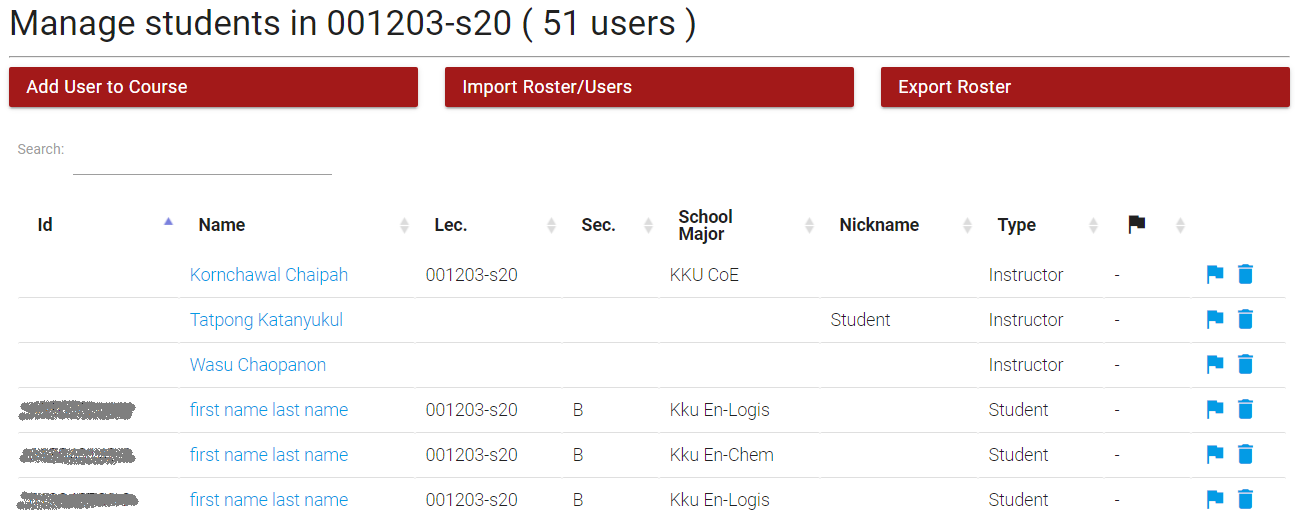 Manage students in 001203-s20 ( 51 users )
Add User to Course Import Roster/Users Export Roster
Search:
Id Name Lec. Sec. School Major Nickname Type
Kornchawal Chaipah 001203-s20 KKU CoE Instructor -
Tatpong Katanyukul Student Instructor -
Wasu Chaopanon Instructor -
first name last name 001203-s20 B Kku En-Logis Student -
first name last name 001203-s20 B Kku En-Chem Student -
first name last name 001203-s20 B Kku En-Logis Student -